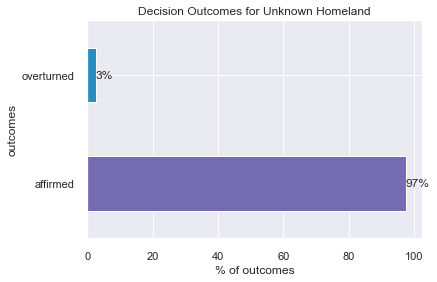 Decision Outcomes for Unknown Homeland
overturned
3%
outcomes
affirmed
97%
0 20 40 60 80 100
% of outcomes